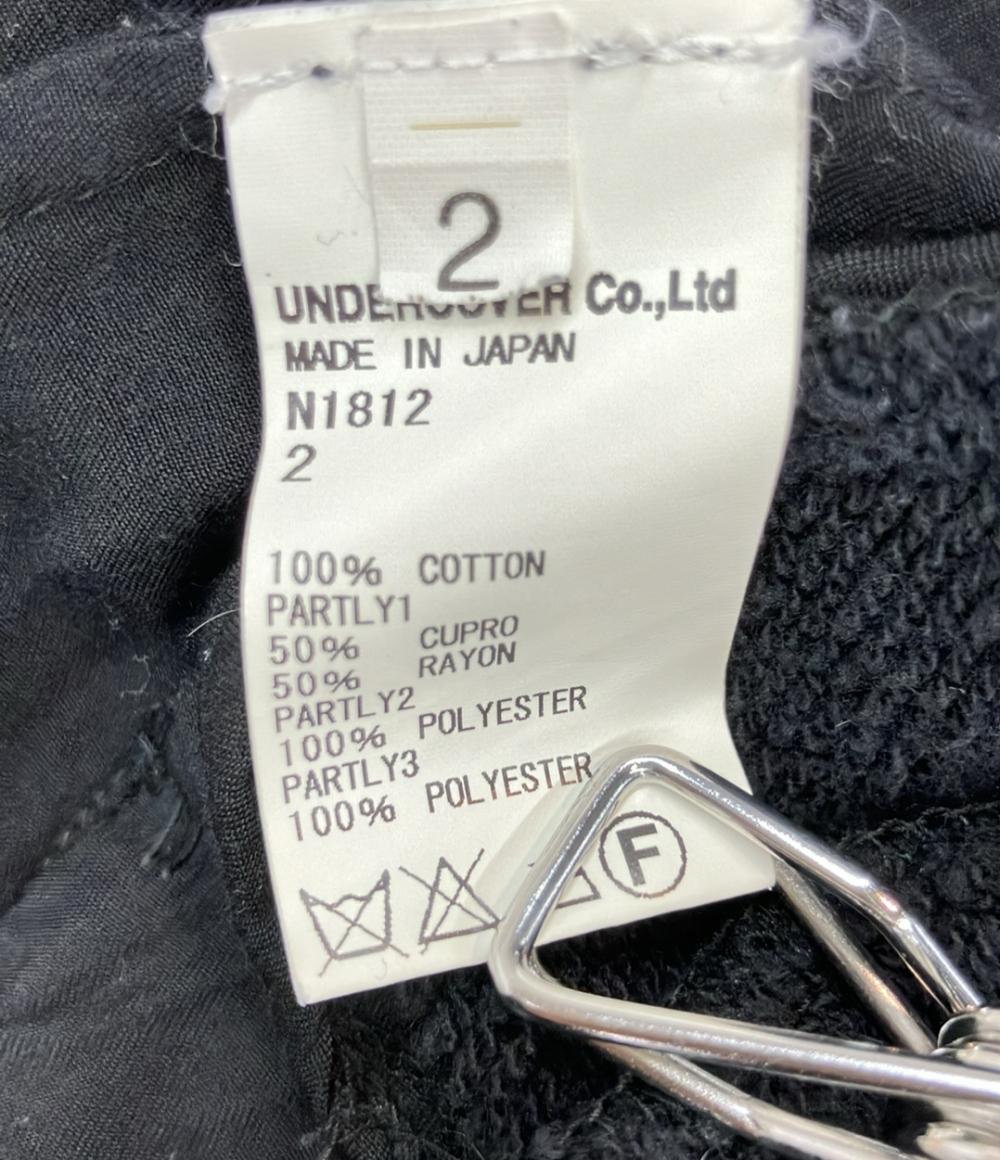 2
UNDERCOVER Co.,Ltd
MADE IN JAPAN
N1812
2
100% COTTON
PARTLY1
50% CUPRO
50% RAYON
PARTLY2
100% POLYESTER
PARTLY3
100% POLYESTER
F